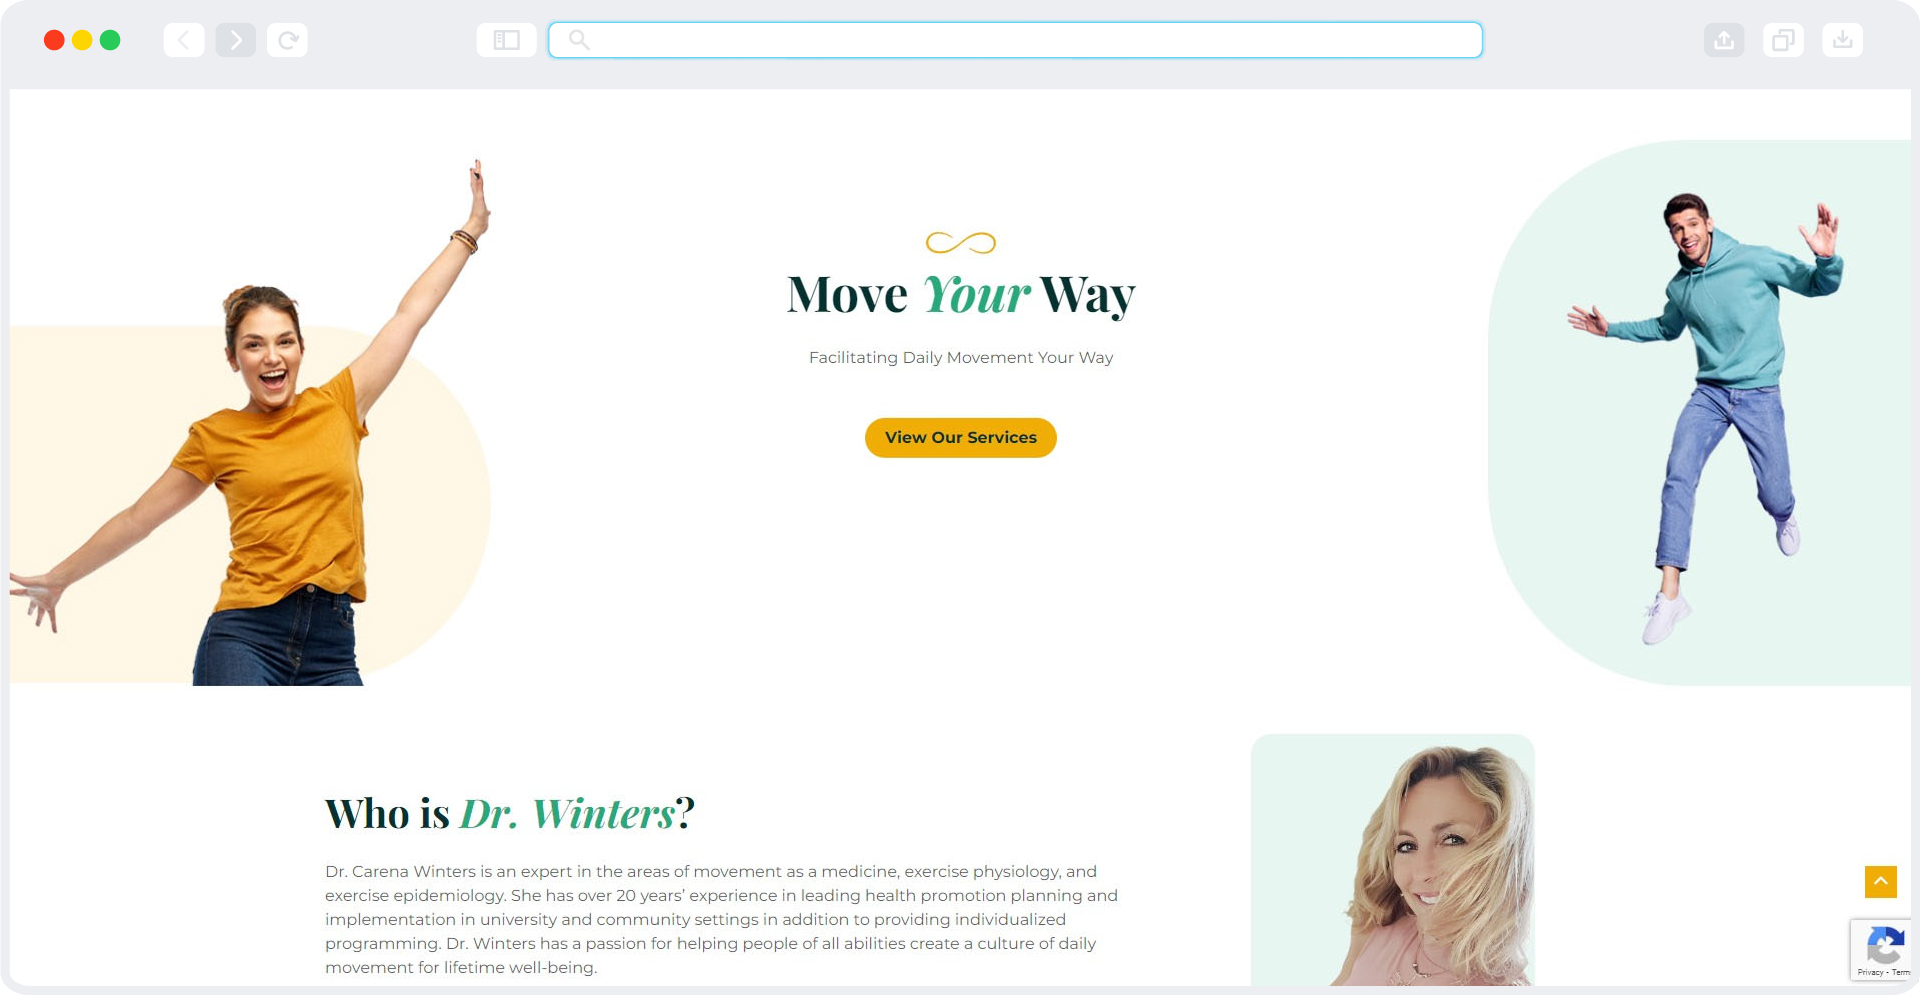 Move Your Way
Facilitating Daily Movement Your Way
View Our Services
Who is Dr. Winters?
Dr. Carena Winters is an expert in the areas of movement as a medicine, exercise physiology, and
exercise epidemiology. She has over 20 years’ experience in leading health promotion planning and
implementation in university and community settings in addition to providing individualized
programming. Dr. Winters has a passion for helping people of all abilities create a culture of daily
movement for lifetime well-being.
Privacy - Terms